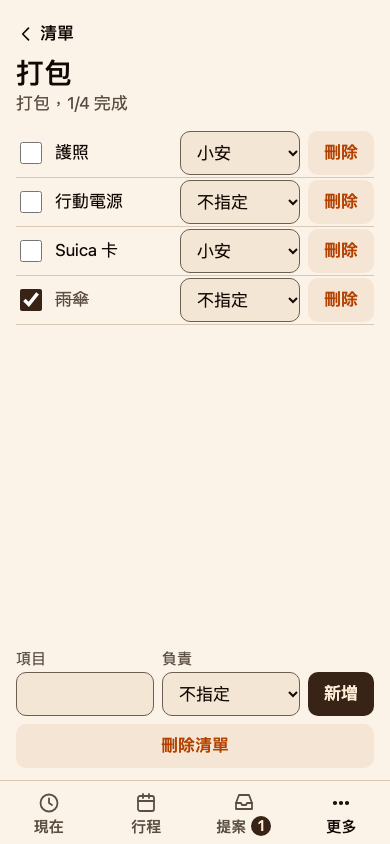 清單
打包
打包，1/4 完成
護照 小安 刪除
行動電源 不指定 刪除
Suica 卡 小安 刪除
雨傘 不指定 刪除
項目 負責
不指定 新增
刪除清單
現在 行程 提案 1 更多